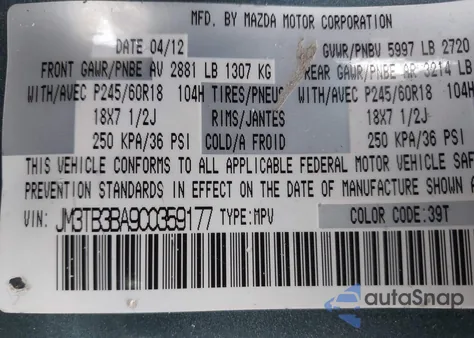 MFD. BY MAZDA MOTOR CORPORATION
DATE 04/12 GVWR/PNBV 5997 LB 2720
FRONT GAWR/PNBE AV 2881 LB 1307 KG REAR GAWR/PNBE AR 3214 LB
WITH/AVEC P245/60R18 104H TIRES/PNEUS WITH/AVEC P245/60R18 104H
18X7 1/2J RIMS/JANTES 18X7 1/2J
250 KPA/36 PSI COLD/A FROID 250 KPA/36 PSI
THIS VEHICLE CONFORMS TO ALL APPLICABLE FEDERAL MOTOR VEHICLE
PREVENTION STANDARDS IN EFFECT ON THE DATE OF MANUFACTURE SHOWN
VIN: JM3TB3BA9C0359177 TYPE: MPV COLOR CODE: 39T
autoSnap